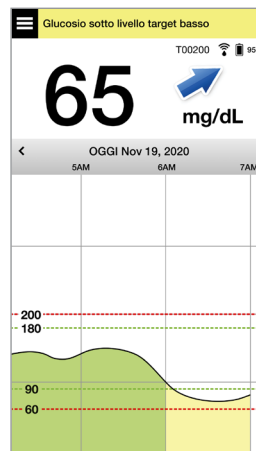 Glucosio sotto livello target basso
T00200 95
65
mg/dL
OGGI Nov 19, 2020
5AM 6AM 7AM
200
180
90
60